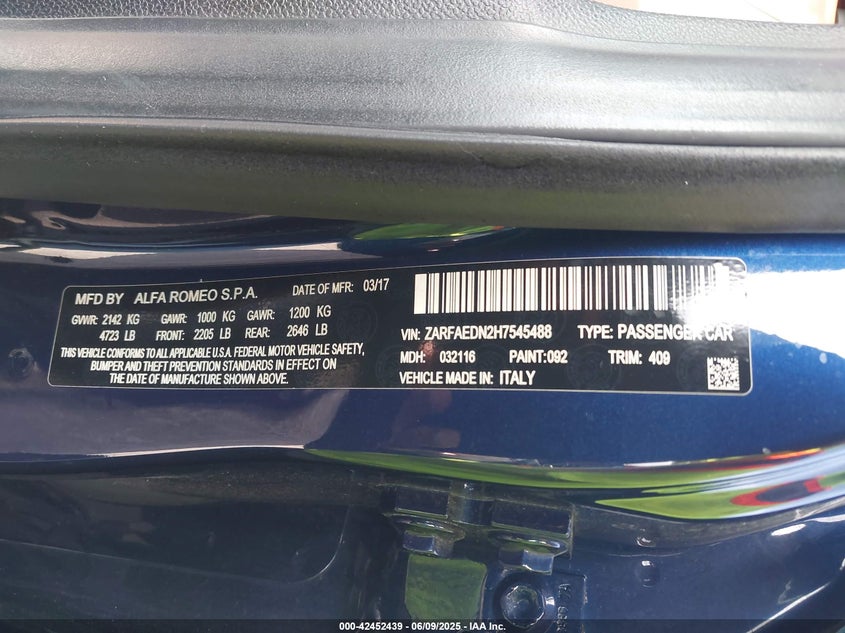 MFD BY ALFA ROMEO S.P.A. DATE OF MFR: 03/17
GVWR: 2142 KG GAWR: 1000 KG GAWR: 1200 KG
4723 LB FRONT: 2205 LB REAR: 2646 LB
THIS VEHICLE CONFORMS TO ALL APPLICABLE U.S.A. FEDERAL MOTOR VEHICLE SAFETY,
BUMPER AND THEFT PREVENTION STANDARDS IN EFFECT ON
THE DATE OF MANUFACTURE SHOWN ABOVE.
VIN: ZARFAEDN2H7545488 TYPE: PASSENGER CAR
MDH: 032116 PAINT:092 TRIM: 409
VEHICLE MADE IN: ITALY
000-42452439 - 06/09/2025 - IAA Inc.